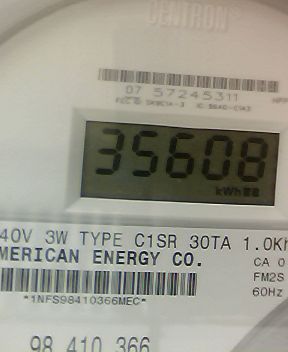 CENTRON®
07 57245311
35608
kWh
40V 3W TYPE C1SR 30TA 1.0Kh
MERICAN ENERGY CO.
CA 0
FM2S
60Hz
*1NFS98410366MEC*
98 410 366